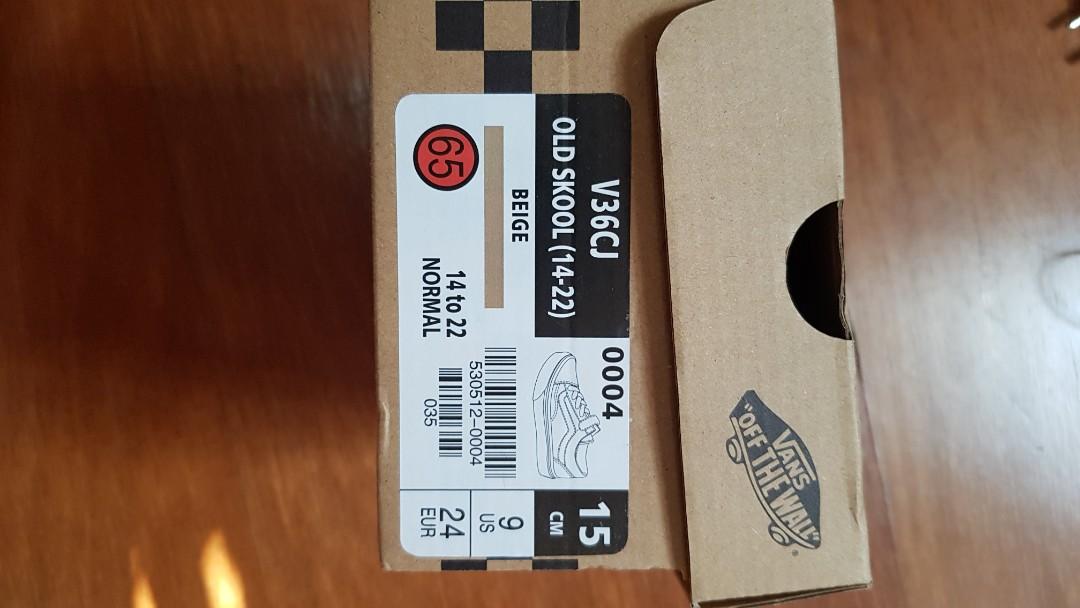 V36CJ
0004
OLD SKOOL (14-22)
15
CM
BEIGE
530512-0004
9
US
65
14 to 22
NORMAL
035
24
EUR
VANS
"OFF THE WALL"